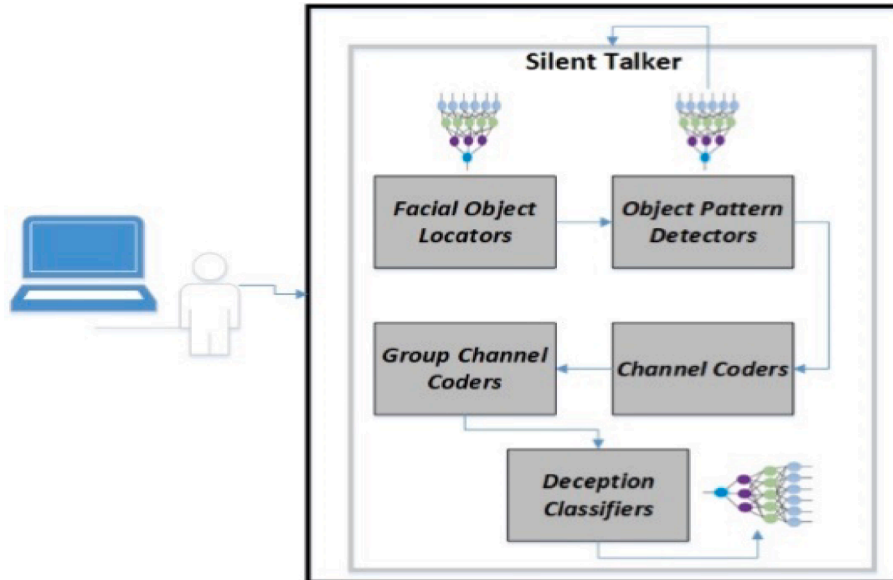 Silent Talker
Facial Object
Locators
Object Pattern
Detectors
Group Channel
Coders
Channel Coders
Deception
Classifiers